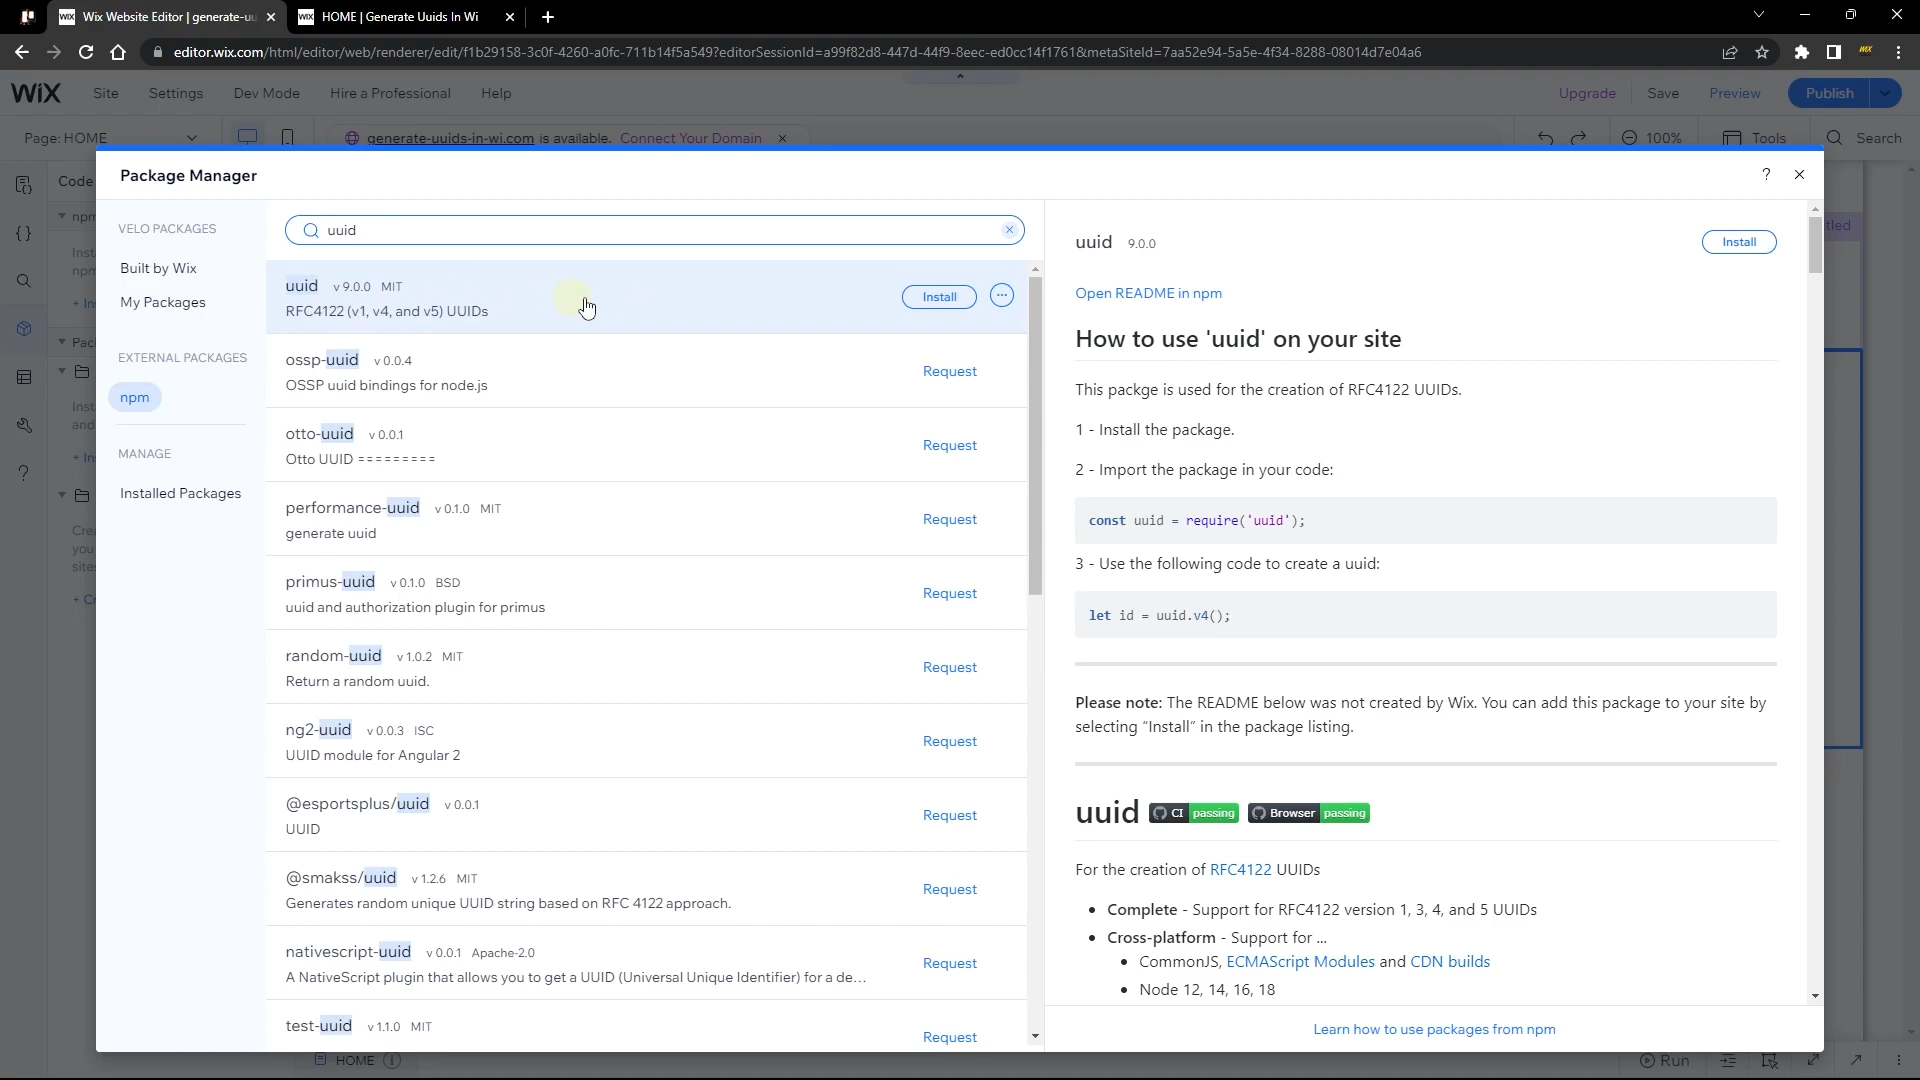 Wix Website Editor | generate-uu
HOME | Generate Uuids In Wi
editor.wix.com/html/editor/web/renderer/edit/f1b29158-3c0f-4260-a0fc-711b14f5a549?editorSessionId=a99f82d8-447d-44f9-8eec-ed0cc14f1761&metaSiteId=7aa52e94-5a5e-4f34-8288-08014d7e04a6
WiX Site Settings Dev Mode Hire a Professional Help Upgrade Save Preview Publish
Page: HOME generate-uuids-in-wi.com is available. Connect Your Domain 100% Tools Search
Code
Package Manager
VELO PACKAGES
Built by Wix
My Packages
EXTERNAL PACKAGES
npm
MANAGE
Installed Packages
uuid
uuid v 9.0.0 MIT
RFC4122 (v1, v4, and v5) UUIDs
Install
ossp-uuid v 0.0.4
OSSP uuid bindings for node.js
Request
otto-uuid v 0.0.1
Otto UUID =========
Request
performance-uuid v 0.1.0 MIT
generate uuid
Request
primus-uuid v 0.1.0 BSD
uuid and authorization plugin for primus
Request
random-uuid v 1.0.2 MIT
Return a random uuid.
Request
ng2-uuid v 0.0.3 ISC
UUID module for Angular 2
Request
@esportsplus/uuid v 0.0.1
UUID
Request
@smakss/uuid v 1.2.6 MIT
Generates random unique UUID string based on RFC 4122 approach.
Request
nativescript-uuid v 0.0.1 Apache-2.0
A NativeScript plugin that allows you to get a UUID (Universal Unique Identifier) for a de...
Request
test-uuid v 1.1.0 MIT
Request
uuid 9.0.0
Install
Open README in npm
How to use 'uuid' on your site
This packge is used for the creation of RFC4122 UUIDs.
1 - Install the package.
2 - Import the package in your code:
const uuid = require('uuid');
3 - Use the following code to create a uuid:
let id = uuid.v4();
Please note: The README below was not created by Wix. You can add this package to your site by
selecting "Install" in the package listing.
uuid CI passing Browser passing
For the creation of RFC4122 UUIDs
• Complete - Support for RFC4122 version 1, 3, 4, and 5 UUIDs
• Cross-platform - Support for ...
• CommonJS, ECMAScript Modules and CDN builds
• Node 12, 14, 16, 18
Learn how to use packages from npm
HOME
Run